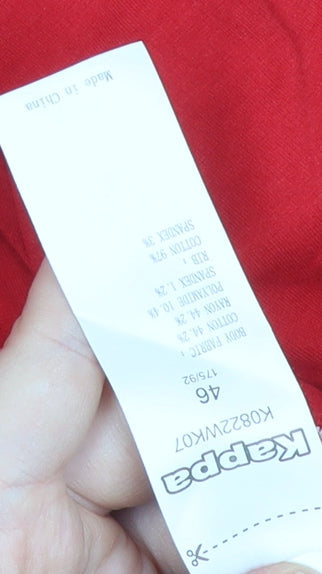 Kappa
K0822WK07
46
175/92
BODY FABRIC:
COTTON 44.2%
RAYON 44.2%
POLYAMIDE 10.4%
SPANDEX 1.2%
RIB:
COTTON 97%
SPANDEX 3%
Made in China